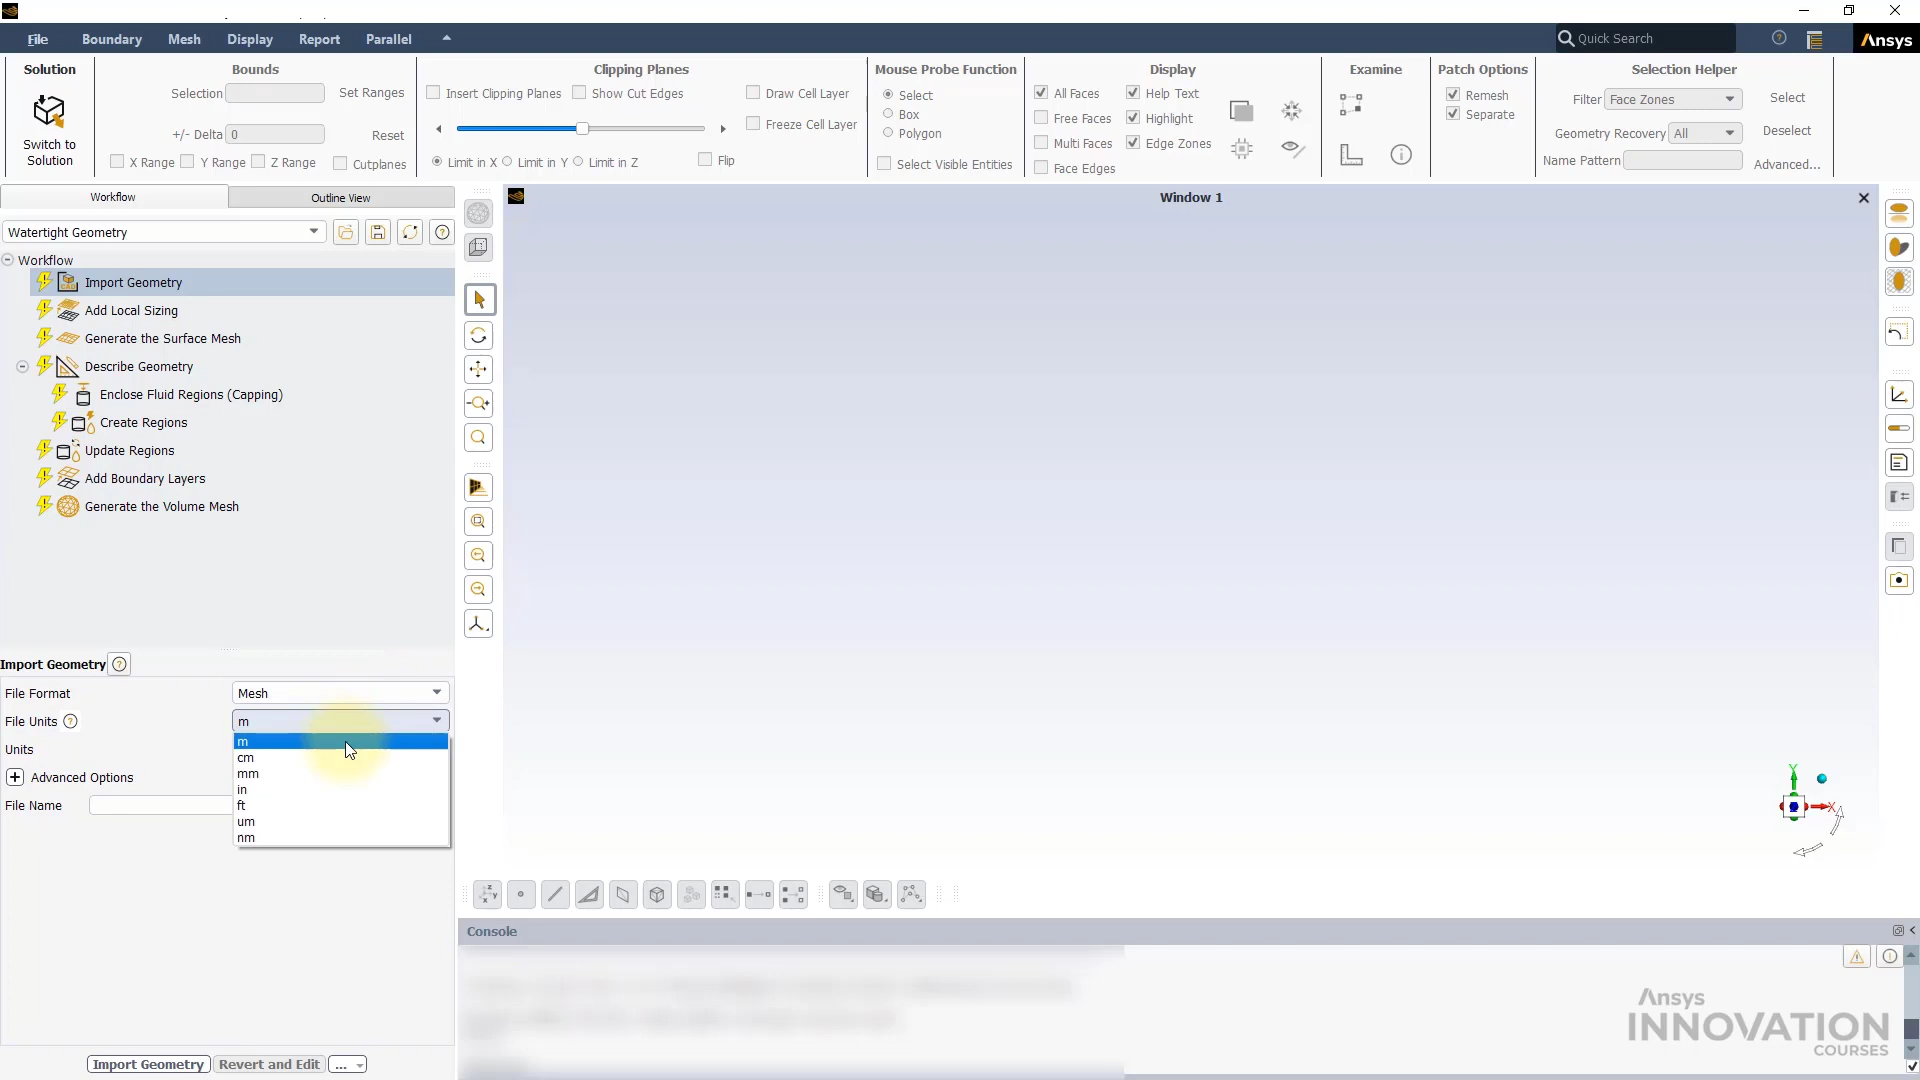 File
Boundary
Mesh
Display
Report
Parallel
Quick Search
Ansys
Solution
Switch to
Solution
Bounds
Selection
Set Ranges
+/- Delta 0
Reset
X Range
Y Range
Z Range
Cutplanes
Clipping Planes
Insert Clipping Planes
Show Cut Edges
Draw Cell Layer
Freeze Cell Layer
Limit in X
Limit in Y
Limit in Z
Flip
Mouse Probe Function
Select
Box
Polygon
Select Visible Entities
Display
All Faces
Help Text
Free Faces
Highlight
Multi Faces
Edge Zones
Face Edges
Examine
Patch Options
Remesh
Separate
Selection Helper
Filter Face Zones
Select
Geometry Recovery All
Deselect
Name Pattern
Advanced...
Workflow
Outline View
Window 1
Watertight Geometry
Workflow
Import Geometry
Add Local Sizing
Generate the Surface Mesh
Describe Geometry
Enclose Fluid Regions (Capping)
Create Regions
Update Regions
Add Boundary Layers
Generate the Volume Mesh
Import Geometry
File Format Mesh
File Units m
Units
m
cm
mm
in
ft
um
nm
Advanced Options
File Name
Y
X
Console
Ansys
INNOVATION
COURSES
Import Geometry
Revert and Edit
...